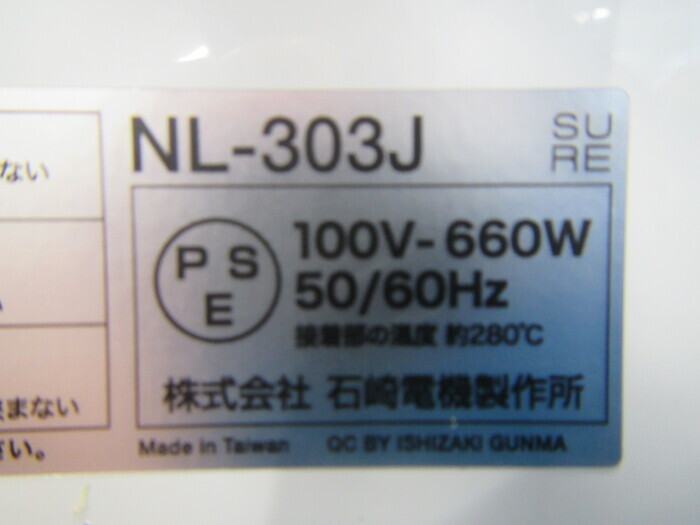 NL-303J
SU
RE
PSE
100V-660W
50/60Hz
接着部の温度 約280℃
株式会社 石崎電機製作所
Made in Taiwan QC BY ISHIZAKI GUNMA
ない
まない
さい。